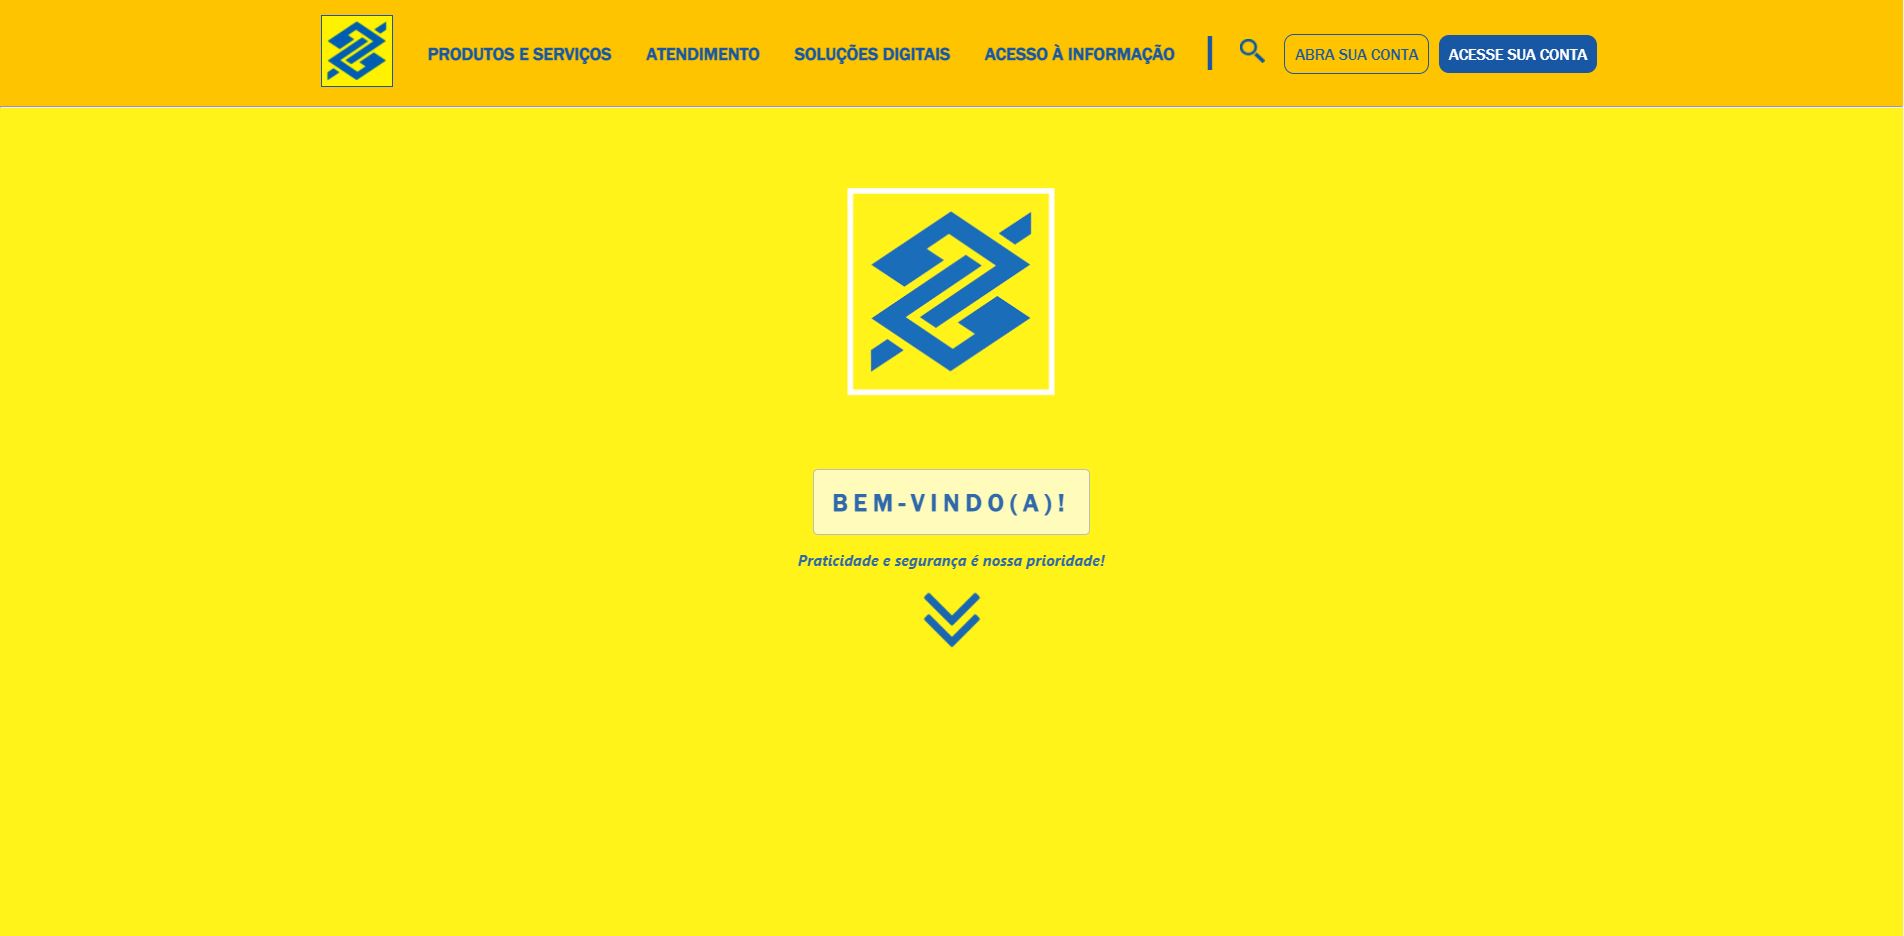 PRODUTOS E SERVIÇOS ATENDIMENTO SOLUÇÕES DIGITAIS ACESSO À INFORMAÇÃO ABRA SUA CONTA ACESSE SUA CONTA
BEM-VINDO(A)!
Praticidade e segurança é nossa prioridade!